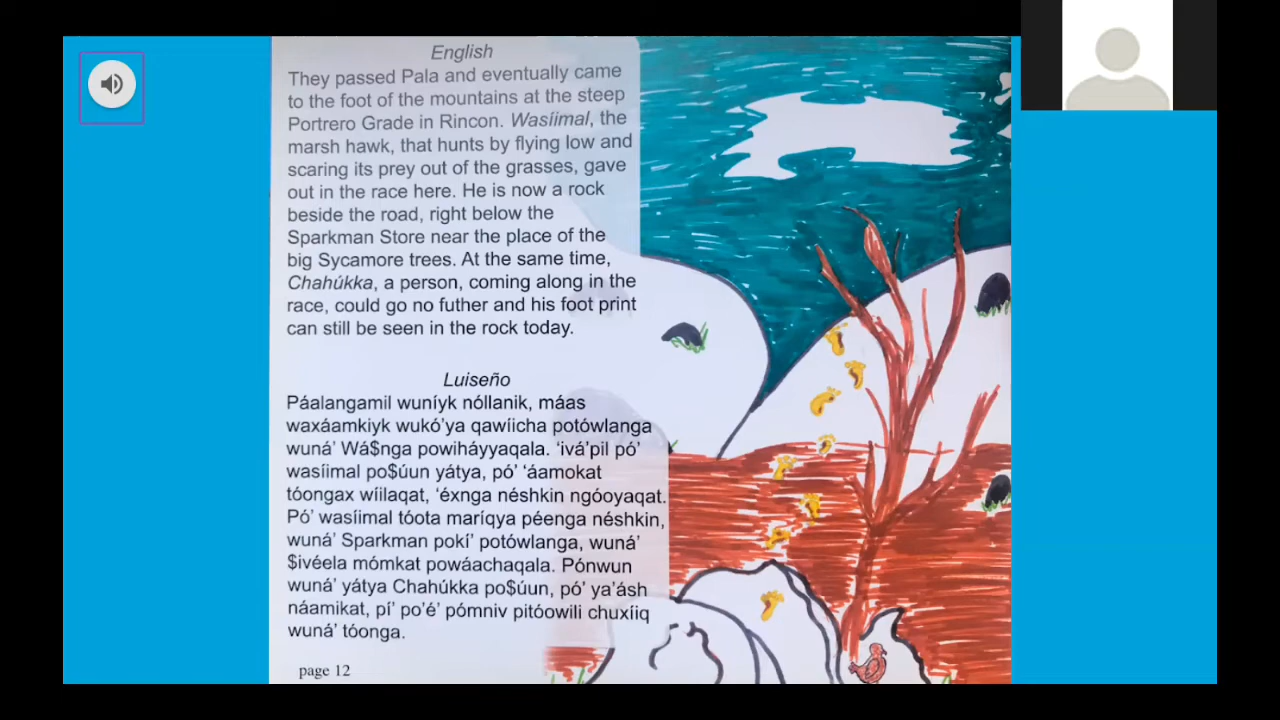 English
They passed Pala and eventually came
to the foot of the mountains at the steep
Portrero Grade in Rincon. Wasíimal, the
marsh hawk, that hunts by flying low and
scaring its prey out of the grasses, gave
out in the race here. He is now a rock
beside the road, right below the
Sparkman Store near the place of the
big Sycamore trees. At the same time,
Chahúkka, a person, coming along in the
race, could go no futher and his foot print
can still be seen in the rock today.
Luiseño
Páalangamil wuníyk nóllanik, máas
waxáamkiyk wukó’ya qawíicha potówlanga
wuná’ Wá$nga powiháyyaqala. ‘ivá’pil pó’
wasíimal po$úun yátya, pó’ ‘áamokat
tóongax wíilaqat, ‘éxnga néshkin ngóoyaqat.
Pó’ wasíimal tóota maríqya péenga néshkin,
wuná’ Sparkman pokí’ potówlanga, wuná’
$ivéela mómkat powáachaqala. Pónwun
wuná’ yátya Chahúkka po$úun, pó’ ya’ásh
náamikat, pí’ po’é’ pómniv pitóowili chuxíiq
wuná’ tóonga.
page 12